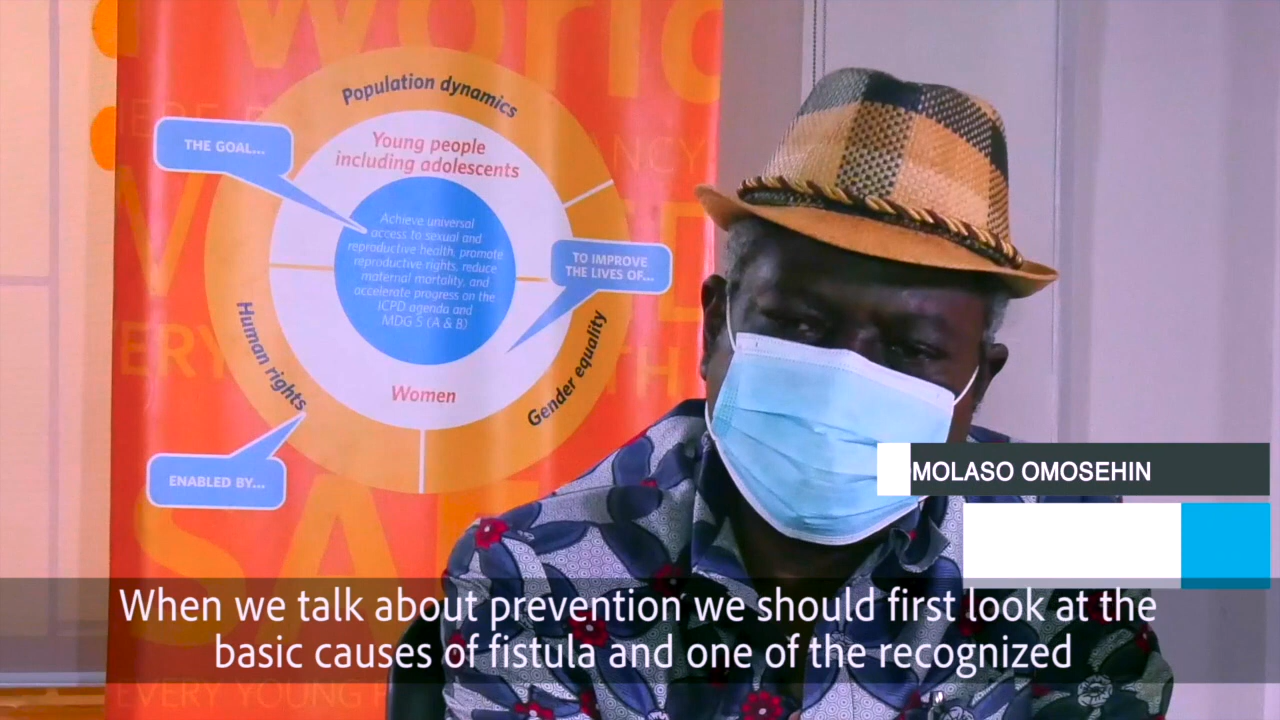 World
Population dynamics
THE GOAL...
Young people
including adolescents
Achieve universal
access to sexual and
reproductive health, promote
reproductive rights, reduce
maternal mortality, and
accelerate progress on the
ICPD agenda and
MDG 5 (A & B)
TO IMPROVE
THE LIVES OF...
Human rights
Gender equality
Women
ENABLED BY...
MOLASO OMOSEHIN
When we talk about prevention we should first look at the
basic causes of fistula and one of the recognized
EVERY YOUNG